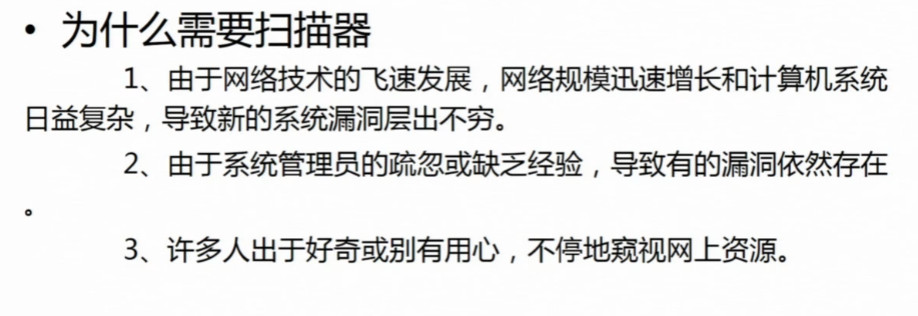 • 为什么需要扫描器
1、由于网络技术的飞速发展，网络规模迅速增长和计算机系统
日益复杂，导致新的系统漏洞层出不穷。
2、由于系统管理员的疏忽或缺乏经验，导致有的漏洞依然存在
。
3、许多人出于好奇或别有用心，不停地窥视网上资源。